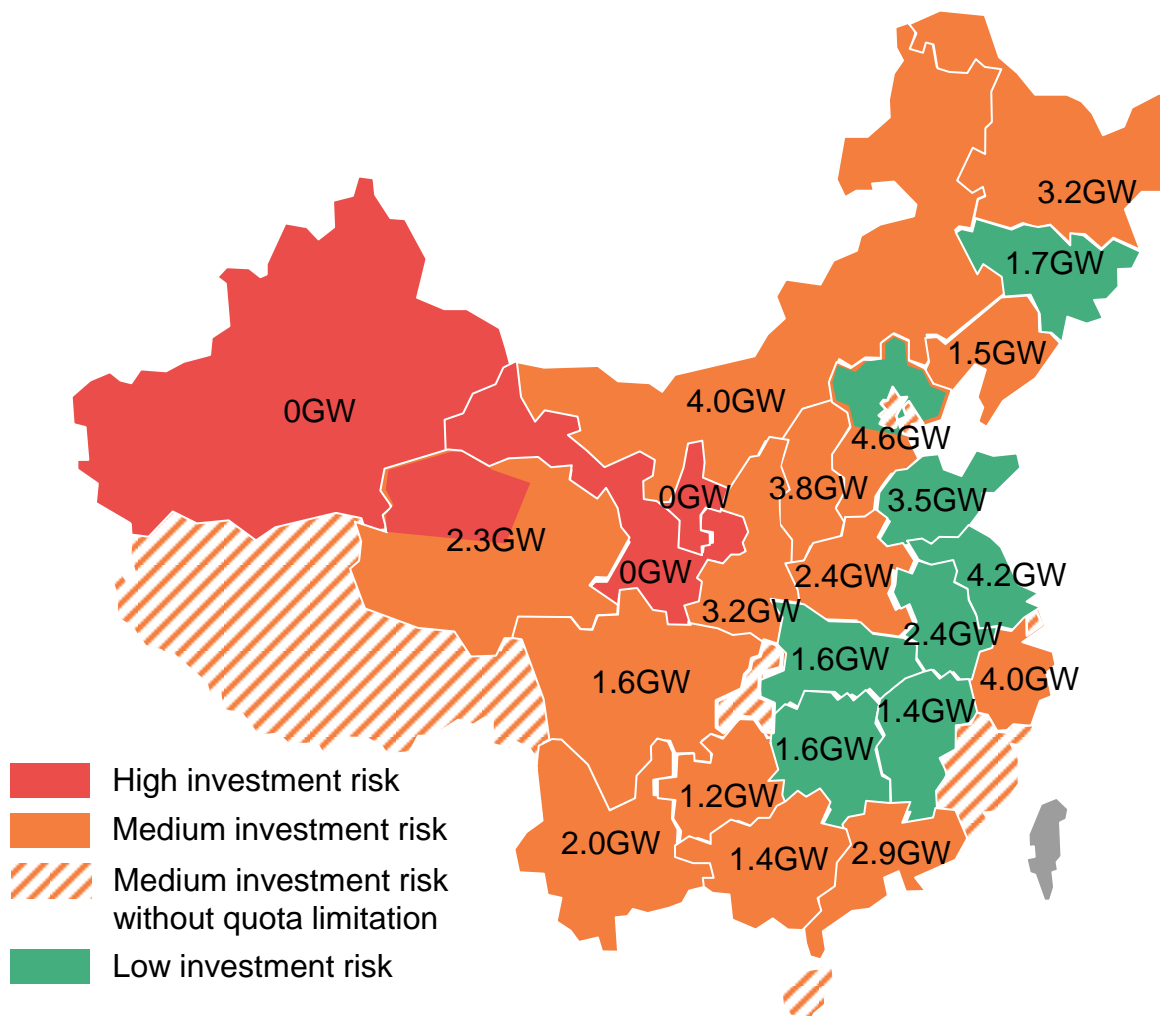 3.2GW
1.7GW
1.5GW
0GW
4.0GW
4.6GW
3.8GW
0GW
3.5GW
2.3GW
0GW
2.4GW
4.2GW
3.2GW
2.4GW
1.6GW
1.6GW
4.0GW
1.4GW
1.6GW
1.2GW
2.0GW
1.4GW
2.9GW
High investment risk
Medium investment risk
Medium investment risk
without quota limitation
Low investment risk